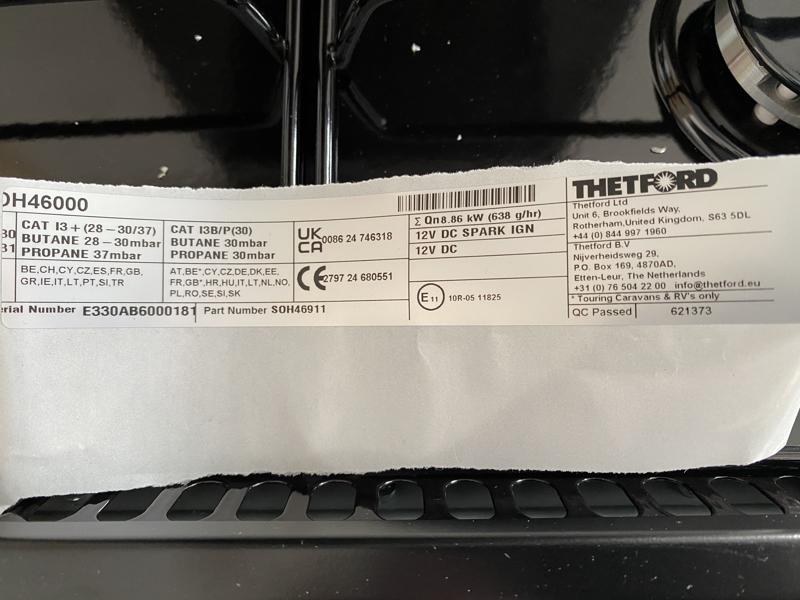 OH46000
30
31
CAT I3 + (28 – 30/37)
BUTANE 28 – 30mbar
PROPANE 37mbar
CAT I3B/P(30)
BUTANE 30mbar
PROPANE 30mbar
BE,CH,CY,CZ,ES,FR,GB,
GR,IE,IT,LT,PT,SI,TR
AT,BE*,CY,CZ,DE,DK,EE,
FR,GB*,HR,HU,IT,LT,NL,NO,
PL,RO,SE,SI,SK
UK CA 0086 24 746318
CE 2797 24 680551
Σ Qn8.86 kW (638 g/hr)
12V DC SPARK IGN
12V DC
E11 10R-05 11825
THETFORD
Thetford Ltd
Unit 6, Brookfields Way,
Rotherham,United Kingdom, S63 5DL
+44 (0) 844 997 1960
Thetford B.V
Nijverheidsweg 29,
P.O. Box 169, 4870AD,
Etten-Leur, The Netherlands
+31 (0) 76 504 22 00 info@thetford.eu
* Touring Caravans & RV's only
QC Passed 621373
erial Number E330AB6000181
Part Number SOH46911